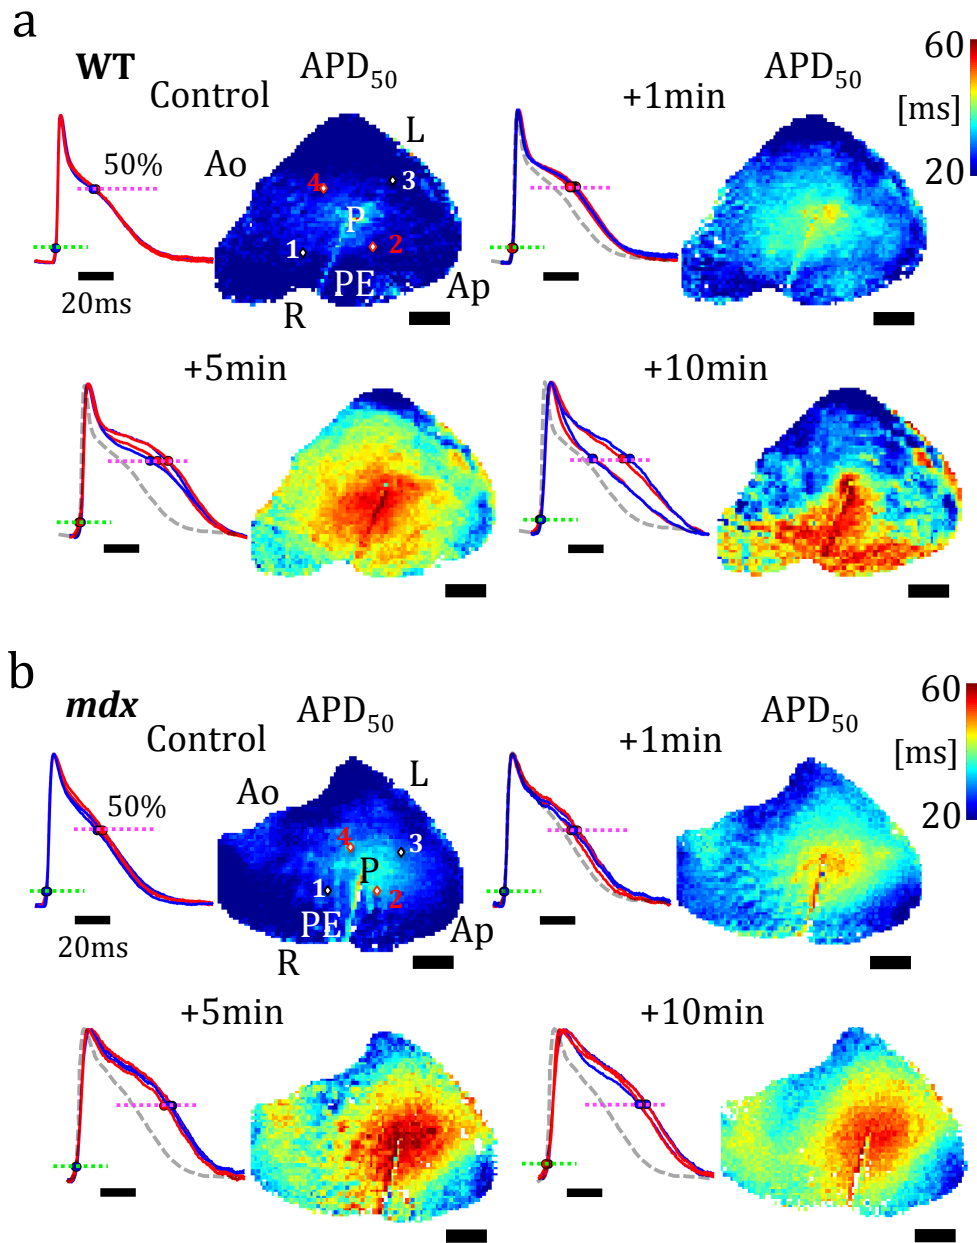 a
WT
Control
APD50
+1min
APD50
60
[ms]
20
50%
20ms
Ao
L
4
3
P
1
2
PE
Ap
R
+5min
+10min
b
mdx
Control
APD50
+1min
APD50
60
[ms]
20
50%
20ms
Ao
L
4
3
P
1
2
PE
Ap
R
+5min
+10min